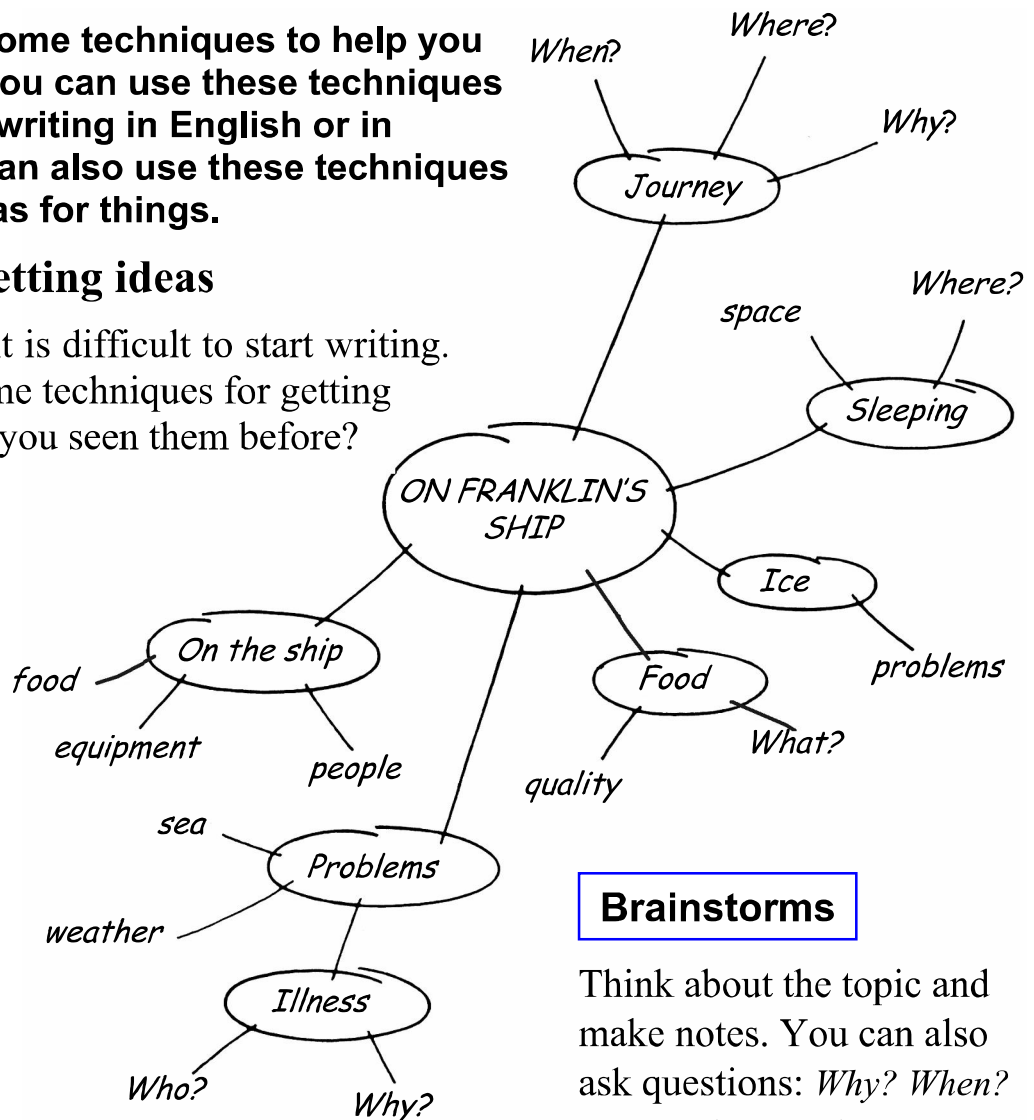 ome techniques to help you
ou can use these techniques
writing in English or in
an also use these techniques
as for things.
etting ideas
t is difficult to start writing.
ne techniques for getting
you seen them before?
When?
Where?
Why?
Journey
space
Where?
Sleeping
ON FRANKLIN'S
SHIP
Ice
problems
On the ship
food
equipment
people
Food
quality
What?
Problems
sea
weather
Illness
Who?
Why?
Brainstorms
Think about the topic and
make notes. You can also
ask questions: Why? When?